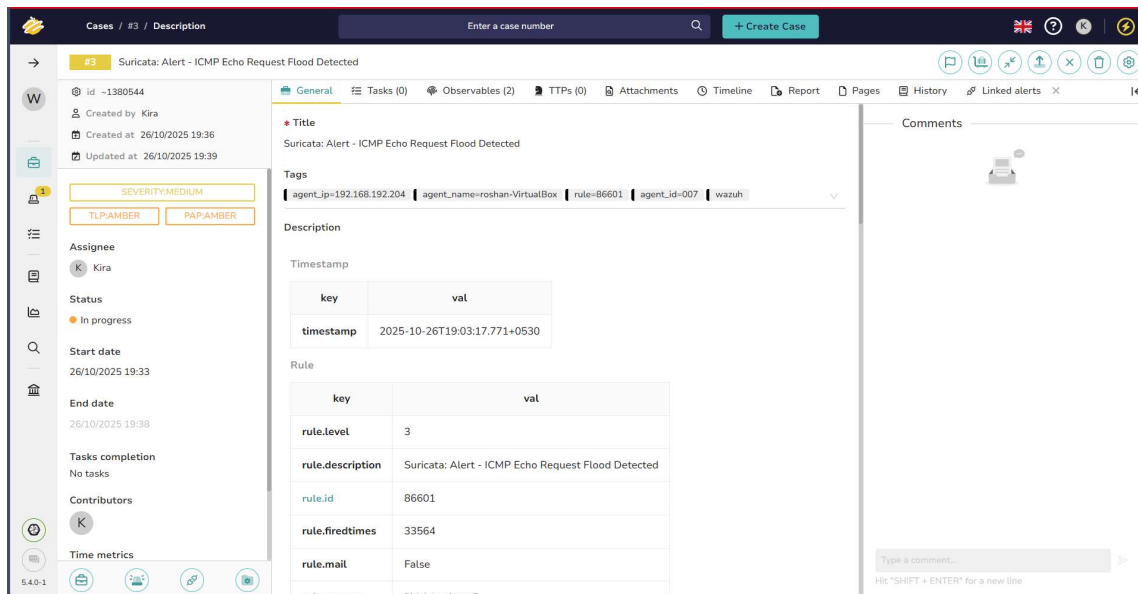 Cases / #3 / Description
Enter a case number
+ Create Case
K
#3 Suricata: Alert - ICMP Echo Request Flood Detected
W
id ~1380544
Created by Kira
Created at 26/10/2025 19:36
Updated at 26/10/2025 19:39
SEVERITY:MEDIUM
TLP:AMBER PAP:AMBER
Assignee
K Kira
Status
In progress
Start date
26/10/2025 19:33
End date
26/10/2025 19:38
Tasks completion
No tasks
Contributors
K
Time metrics
1
5.4.0-1
General Tasks (0) Observables (2) TTPs (0) Attachments Timeline Report Pages History Linked alerts
* Title
Suricata: Alert - ICMP Echo Request Flood Detected
Tags
agent_ip=192.168.192.204 agent_name=roshan-VirtualBox rule=86601 agent_id=007 wazuh
Description
Timestamp
key val
timestamp 2025-10-26T19:03:17.771+0530
Rule
key val
rule.level 3
rule.description Suricata: Alert - ICMP Echo Request Flood Detected
rule.id 86601
rule.firedtimes 33564
rule.mail False
Comments
Type a comment...
Hit "SHIFT + ENTER" for a new line